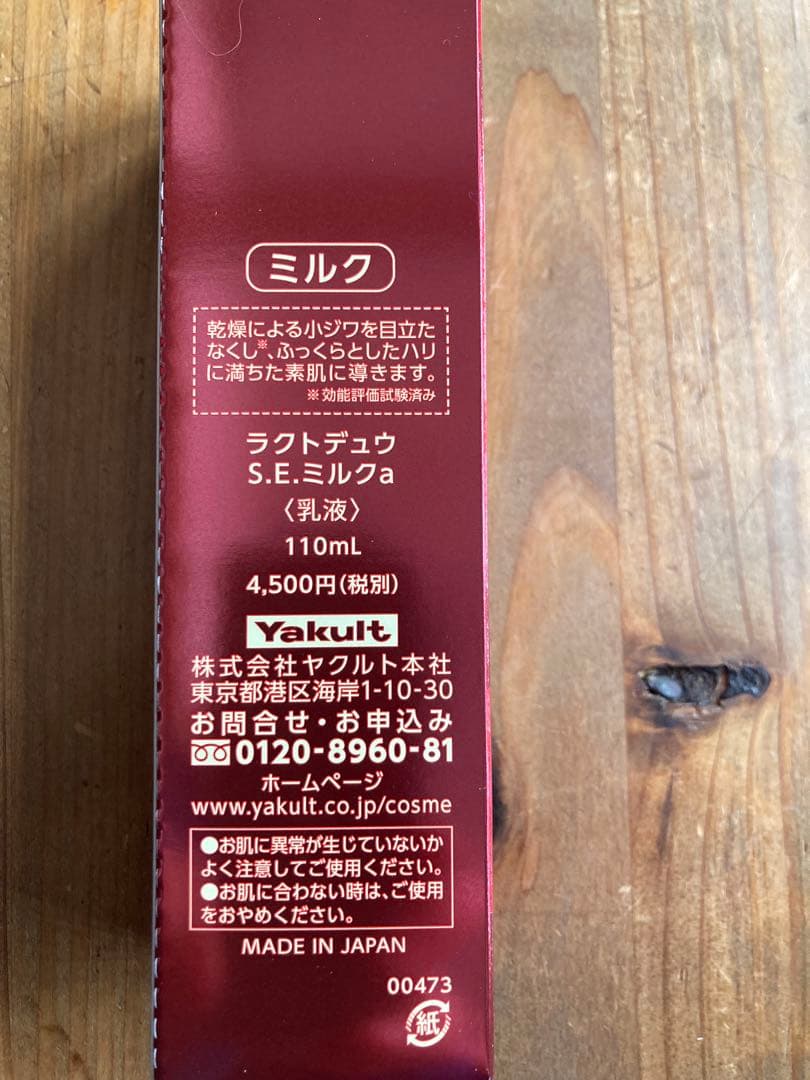 ミルク
乾燥による小ジワを目立た
なくし※、ふっくらとしたハリ
に満ちた素肌に導きます。
※効能評価試験済み
ラクトデュウ
S.E.ミルクa
〈乳液〉
110mL
4,500円(税別)
Yakult
株式会社ヤクルト本社
東京都港区海岸1-10-30
お問合せ・お申込み
0120-8960-81
ホームページ
www.yakult.co.jp/cosme
●お肌に異常が生じていないか
よく注意してご使用ください。
●お肌に合わない時は、ご使用
をおやめください。
MADE IN JAPAN
00473
紙